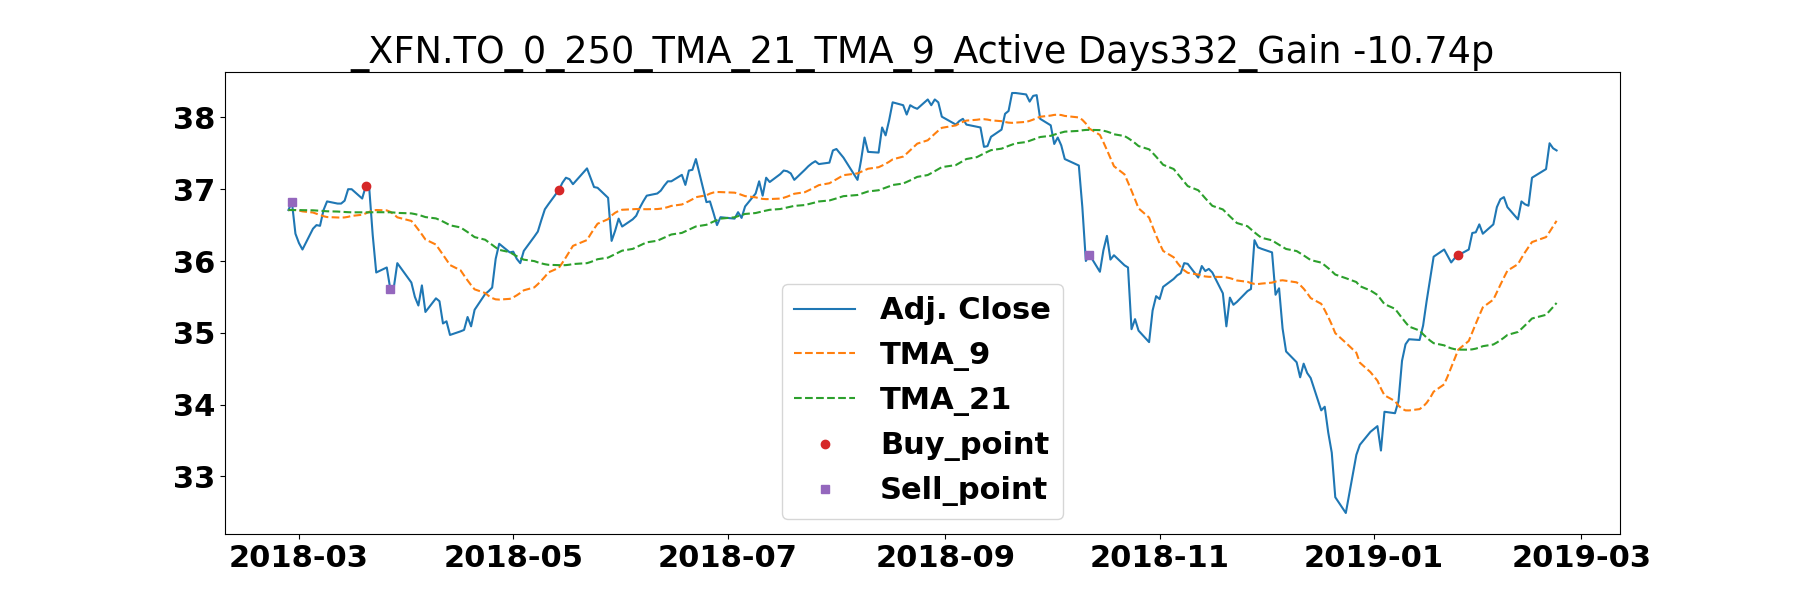 _XFN.TO_0_250_TMA_21_TMA_9_Active Days332_Gain -10.74p
38
37
36
35
34
33
Adj. Close
TMA_9
TMA_21
Buy_point
Sell_point
2018-03 2018-05 2018-07 2018-09 2018-11 2019-01 2019-03